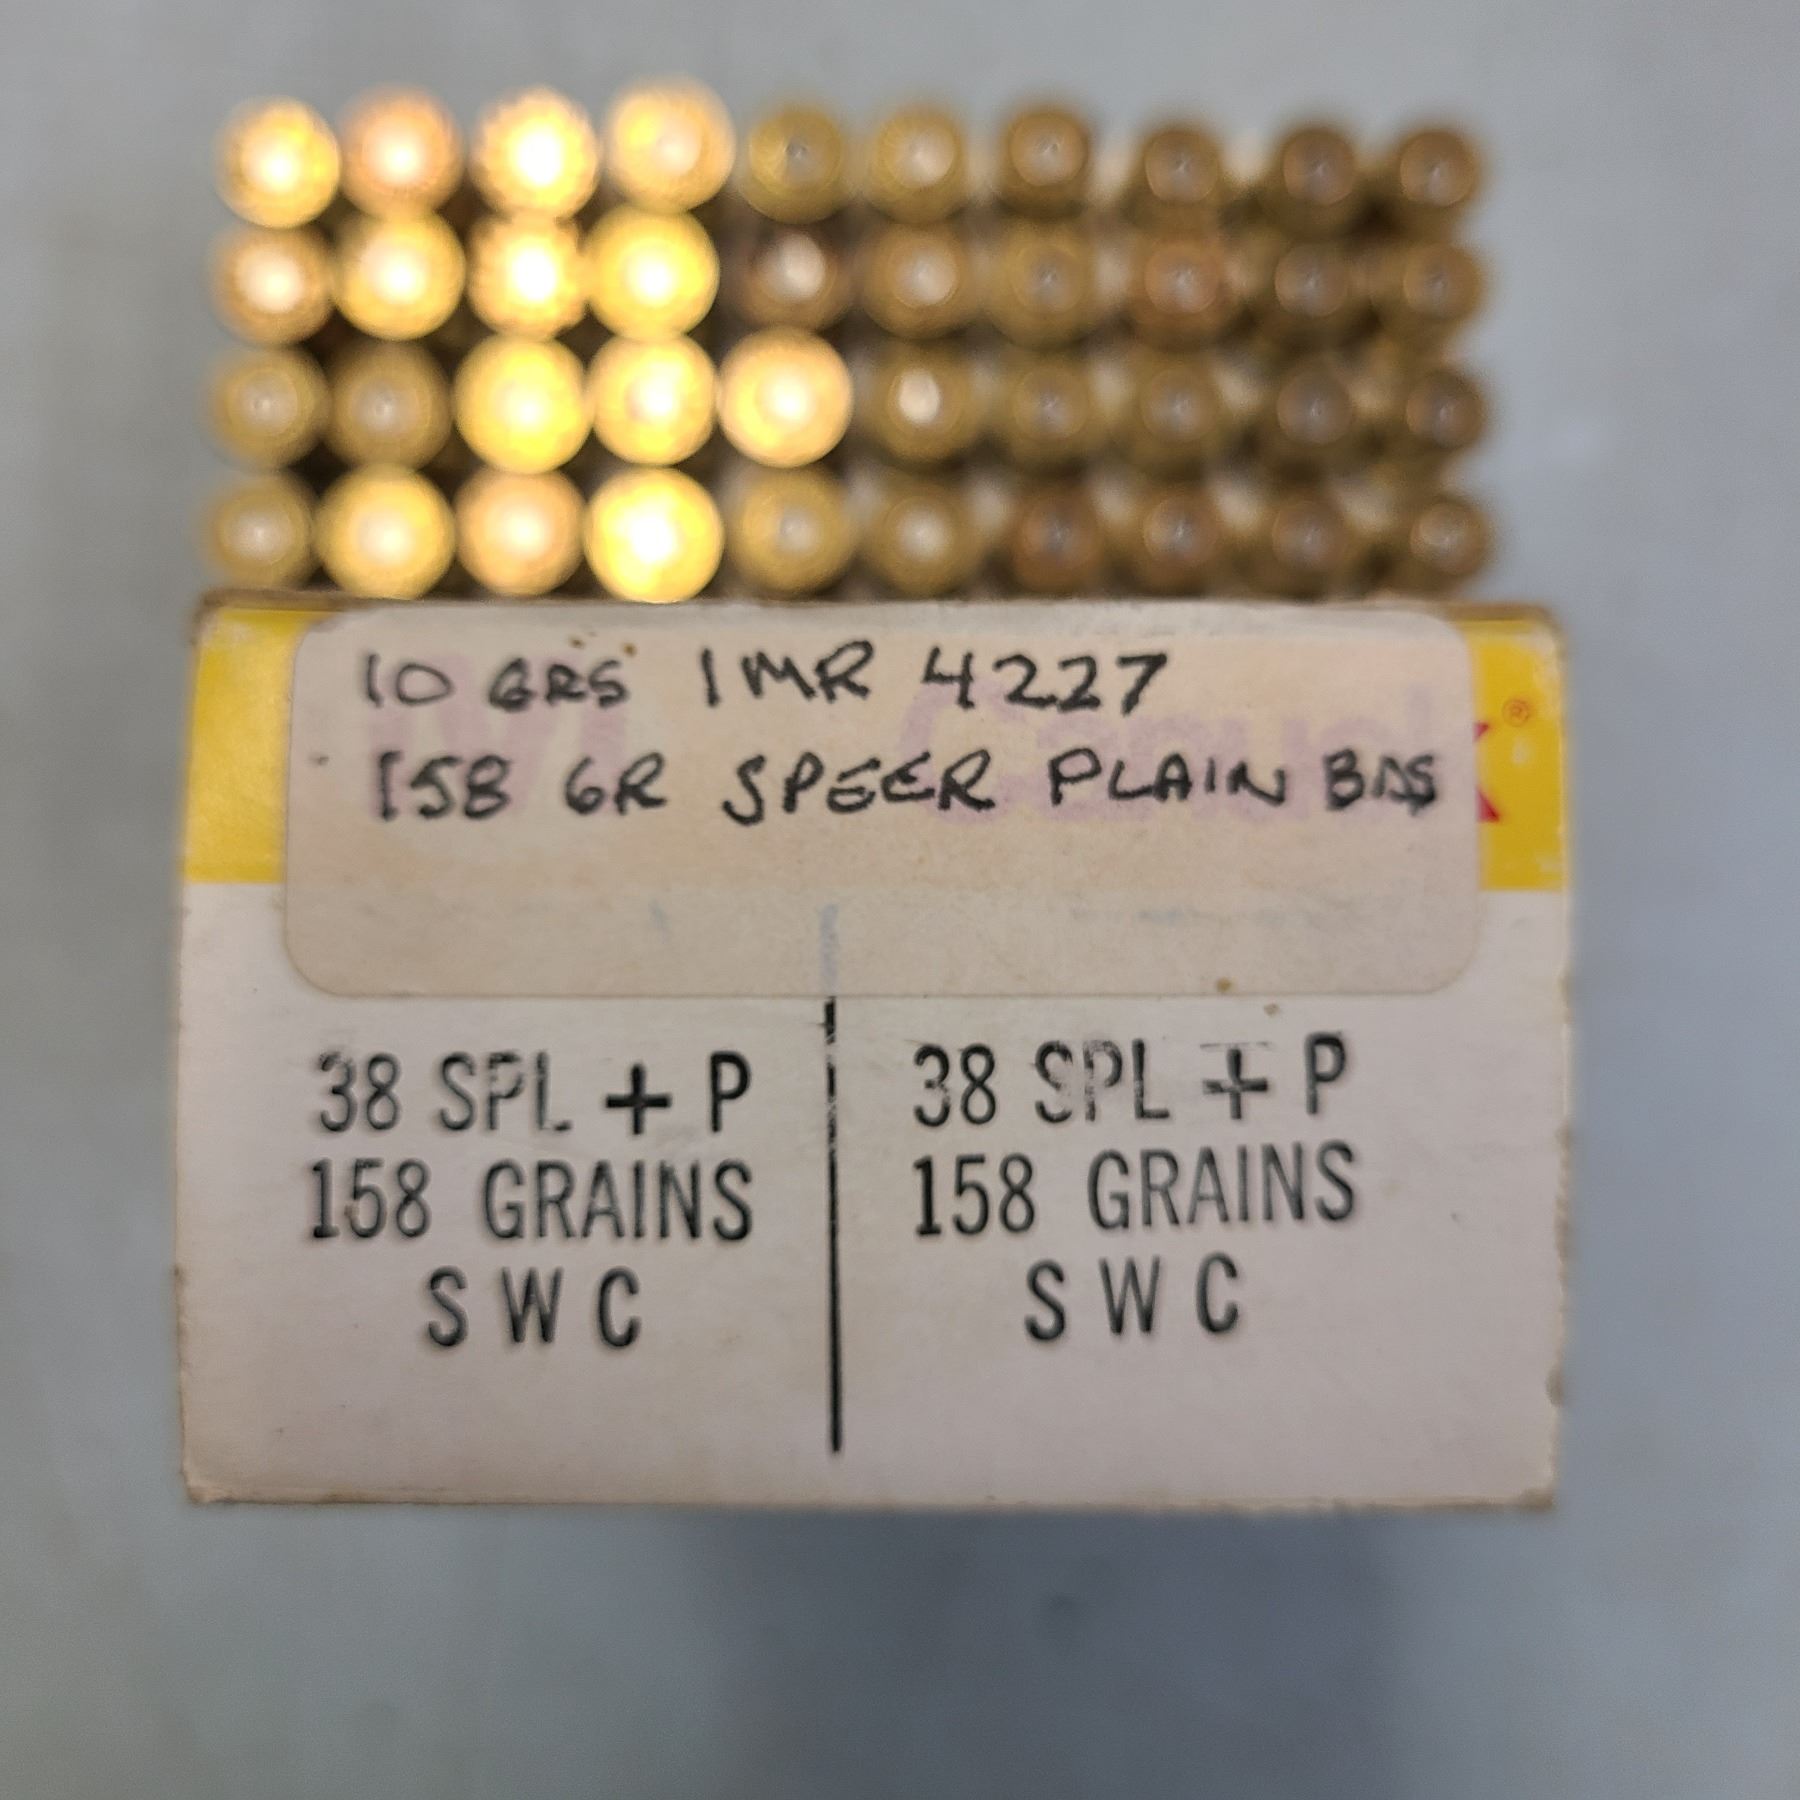 10 GRS IMR 4227
158 GR SPEER PLAIN BAS
®
38 SPL + P
158 GRAINS
S W C
38 SPL + P
158 GRAINS
S W C